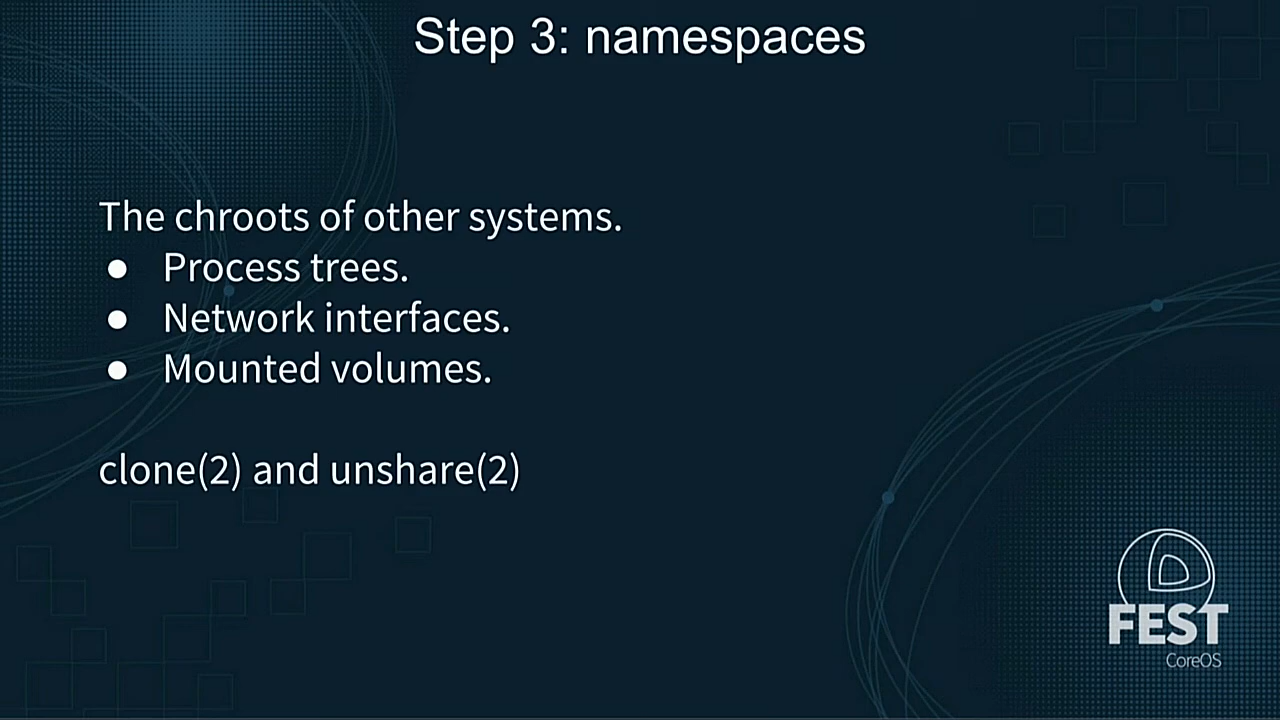 Step 3: namespaces
The chroots of other systems.
● Process trees.
● Network interfaces.
● Mounted volumes.
clone(2) and unshare(2)
FEST
CoreOS